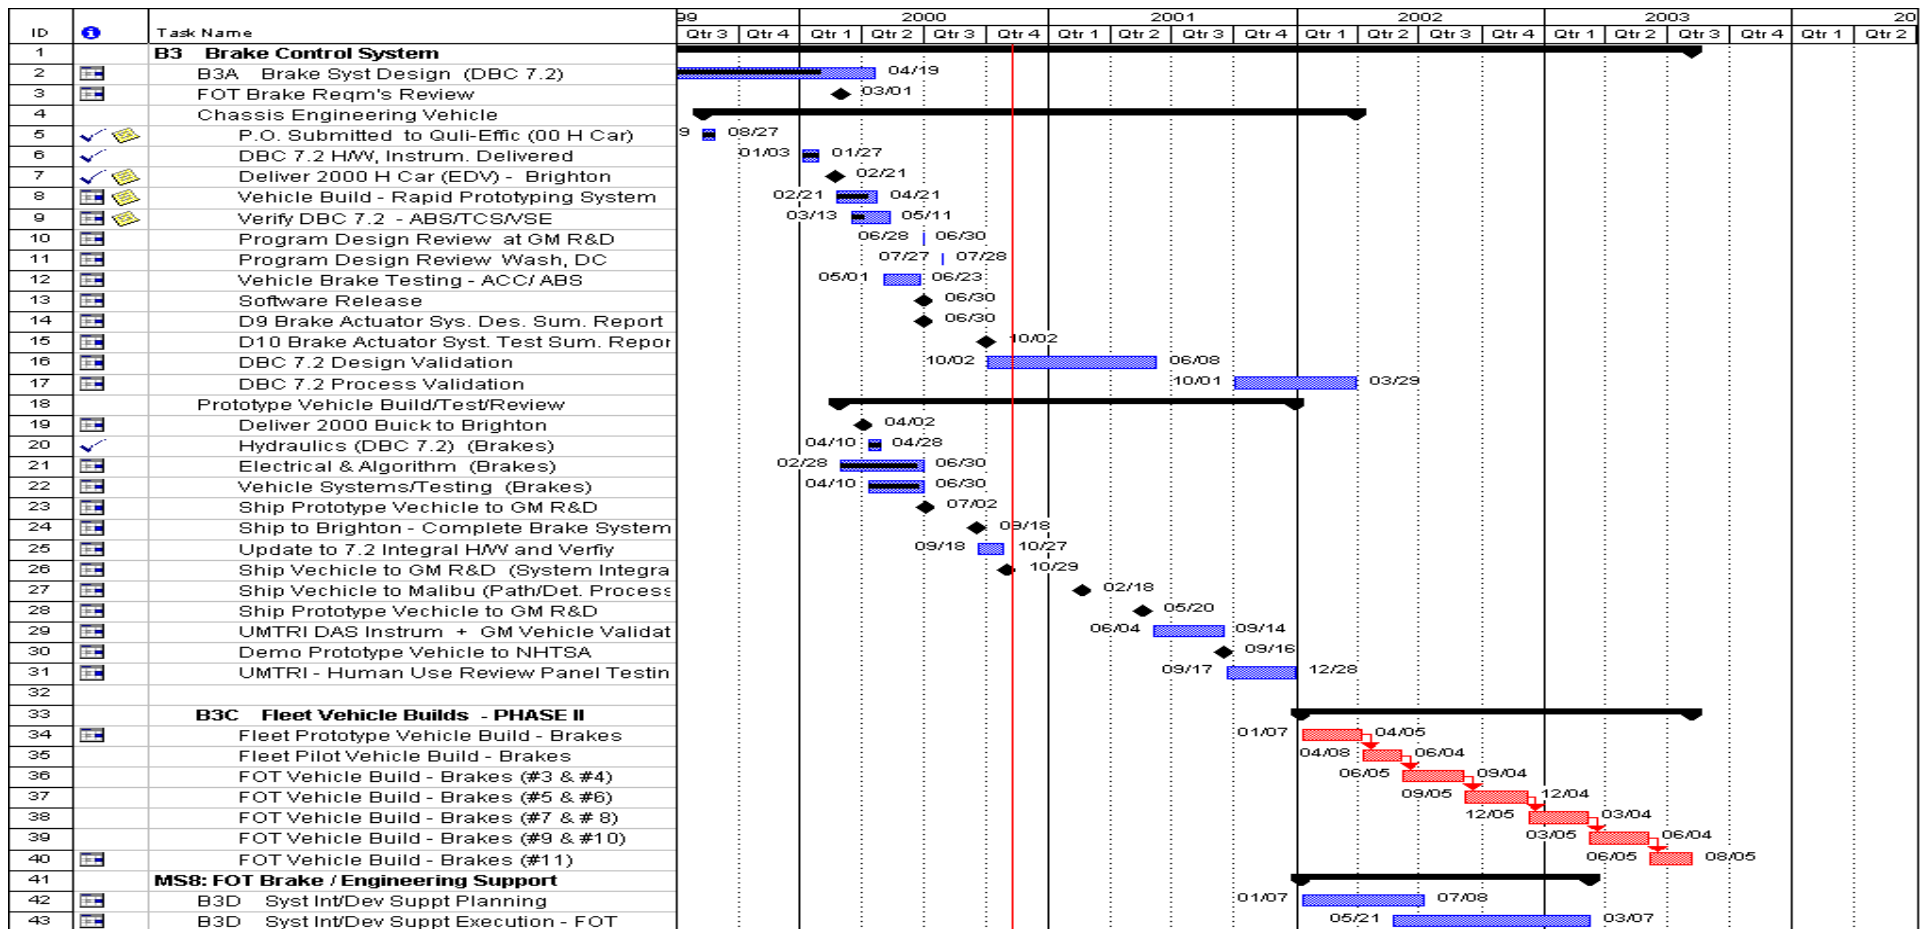 99 2000 2001 2002 2003 20
ID Task Name Qtr 3 Qtr 4 Qtr 1 Qtr 2 Qtr 3 Qtr 4 Qtr 1 Qtr 2 Qtr 3 Qtr 4 Qtr 1 Qtr 2 Qtr 3 Qtr 4 Qtr 1 Qtr 2 Qtr 3 Qtr 4 Qtr 1 Qtr 2
1 B3 Brake Control System
2 B3A Brake Syst Design (DBC 7.2) 04/19
3 FOT Brake Reqm's Review 03/01
4 Chassis Engineering Vehicle
5 P.O. Submitted to Quli-Effic (00 H Car) 9 08/27
6 DBC 7.2 H/W, Instrum. Delivered 01/03 01/27
7 Deliver 2000 H Car (EDV) - Brighton 02/21
8 Vehicle Build - Rapid Prototyping System 02/21 04/21
9 Verify DBC 7.2 - ABS/TCS/VSE 03/13 05/11
10 Program Design Review at GM R&D 06/28 06/30
11 Program Design Review Wash, DC 07/27 07/28
12 Vehicle Brake Testing - ACC/ ABS 05/01 06/23
13 Software Release 06/30
14 D9 Brake Actuator Sys. Des. Sum. Report 06/30
15 D10 Brake Actuator Syst. Test Sum. Repor 10/02
16 DBC 7.2 Design Validation 10/02 06/08
17 DBC 7.2 Process Validation 10/01 03/29
18 Prototype Vehicle Build/Test/Review
19 Deliver 2000 Buick to Brighton 04/02
20 Hydraulics (DBC 7.2) (Brakes) 04/10 04/28
21 Electrical & Algorithm (Brakes) 02/28 06/30
22 Vehicle Systems/Testing (Brakes) 04/10 06/30
23 Ship Prototype Vechicle to GM R&D 07/02
24 Ship to Brighton - Complete Brake System 09/18
25 Update to 7.2 Integral H/W and Verfiy 09/18 10/27
26 Ship Vechicle to GM R&D (System Integra 10/29
27 Ship Vechicle to Malibu (Path/Det. Process 02/18
28 Ship Prototype Vechicle to GM R&D 05/20
29 UMTRI DAS Instrum + GM Vehicle Validat 06/04 09/14
30 Demo Prototype Vehicle to NHTSA 09/16
31 UMTRI - Human Use Review Panel Testin 09/17 12/28
32
33 B3C Fleet Vehicle Builds - PHASE II
34 Fleet Prototype Vehicle Build - Brakes 01/07 04/05
35 Fleet Pilot Vehicle Build - Brakes 04/08 06/04
36 FOT Vehicle Build - Brakes (#3 & #4) 06/05 09/04
37 FOT Vehicle Build - Brakes (#5 & #6) 09/05 12/04
38 FOT Vehicle Build - Brakes (#7 & # 8) 12/05 03/04
39 FOT Vehicle Build - Brakes (#9 & #10) 03/05 06/04
40 FOT Vehicle Build - Brakes (#11) 06/05 08/05
41 MS8: FOT Brake / Engineering Support
42 B3D Syst Int/Dev Suppt Planning 01/07 07/08
43 B3D Syst Int/Dev Suppt Execution - FOT 05/21 03/07